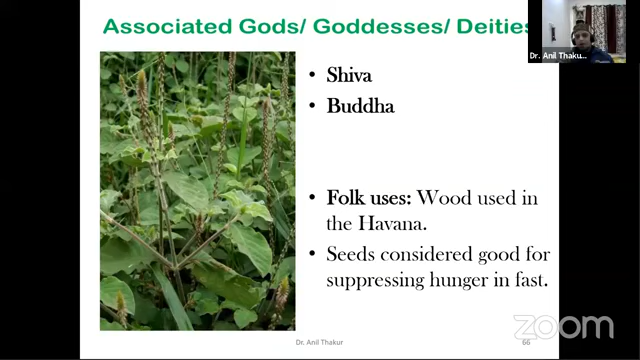 Associated Gods/ Goddesses/ Deities
Dr. Anil Thaku...
• Shiva
• Buddha
• Folk uses: Wood used in
the Havana.
• Seeds considered good for
suppressing hunger in fast.
zoom
Dr. Anil Thakur
66